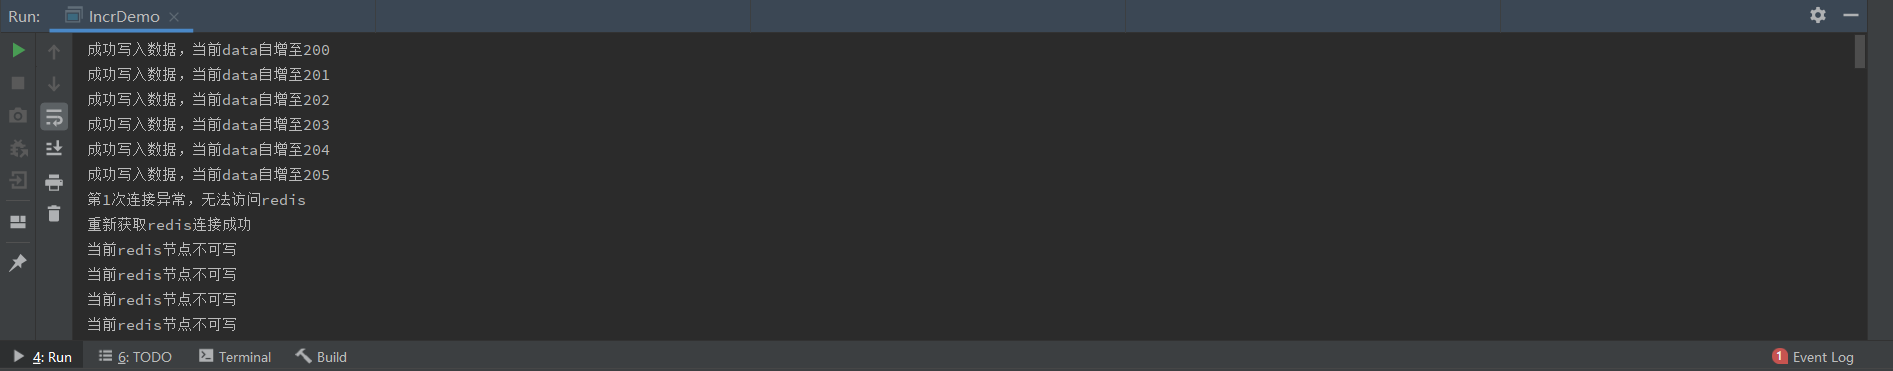 Run: IncrDemo
成功写入数据，当前data自增至200
成功写入数据，当前data自增至201
成功写入数据，当前data自增至202
成功写入数据，当前data自增至203
成功写入数据，当前data自增至204
成功写入数据，当前data自增至205
第1次连接异常，无法访问redis
重新获取redis连接成功
当前redis节点不可写
当前redis节点不可写
当前redis节点不可写
当前redis节点不可写
4: Run 6: TODO Terminal Build 1 Event Log